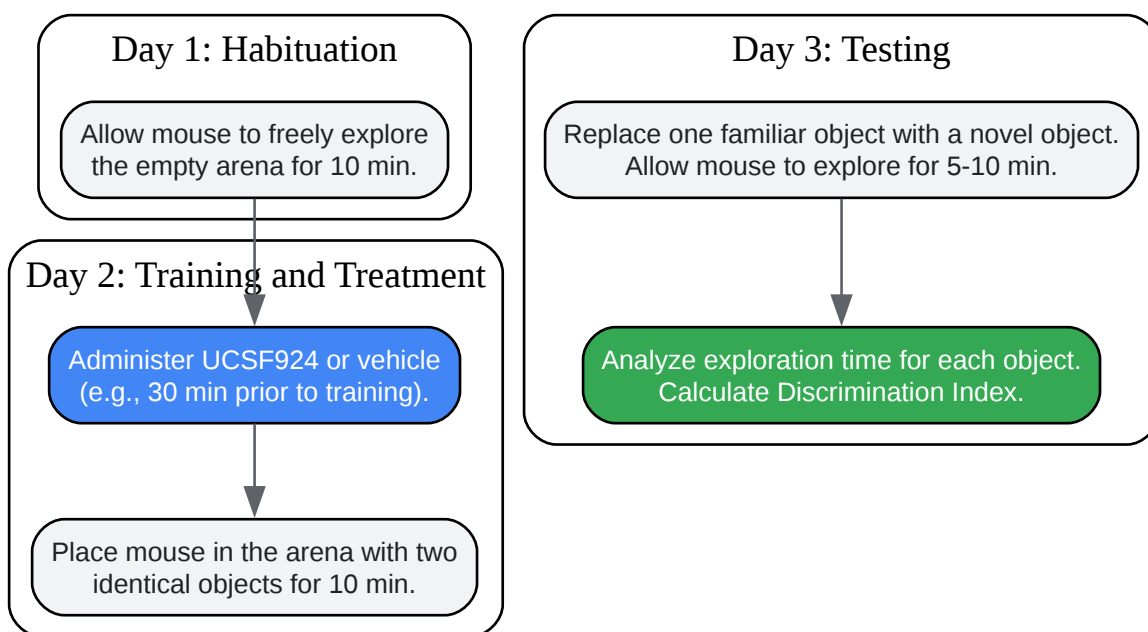 Day 1: Habituation
Allow mouse to freely explore
the empty arena for 10 min.
Day 2: Training and Treatment
Administer UCSF924 or vehicle
(e.g., 30 min prior to training).
Place mouse in the arena with two
identical objects for 10 min.
Day 3: Testing
Replace one familiar object with a novel object.
Allow mouse to explore for 5-10 min.
Analyze exploration time for each object.
Calculate Discrimination Index.